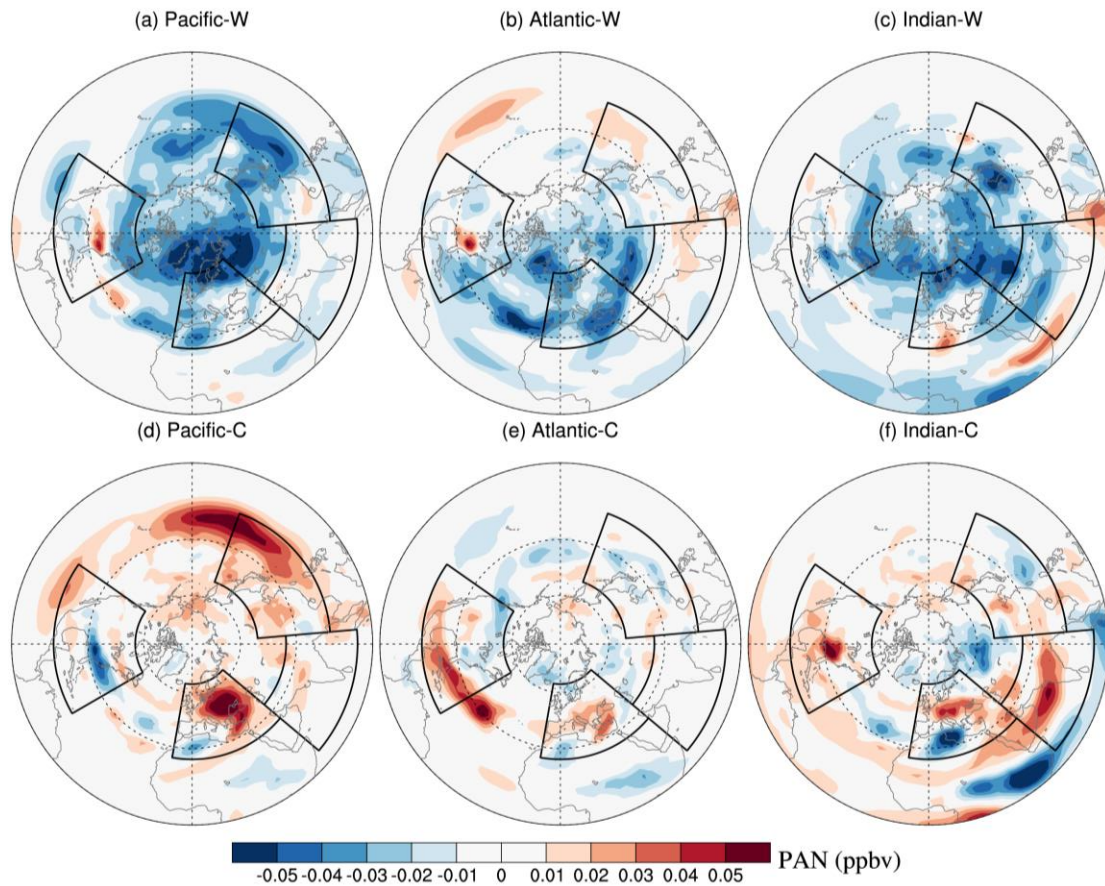 (a) Pacific-W (b) Atlantic-W (c) Indian-W
(d) Pacific-C (e) Atlantic-C (f) Indian-C
PAN (ppbv)
-0.05 -0.04 -0.03 -0.02 -0.01 0 0.01 0.02 0.03 0.04 0.05